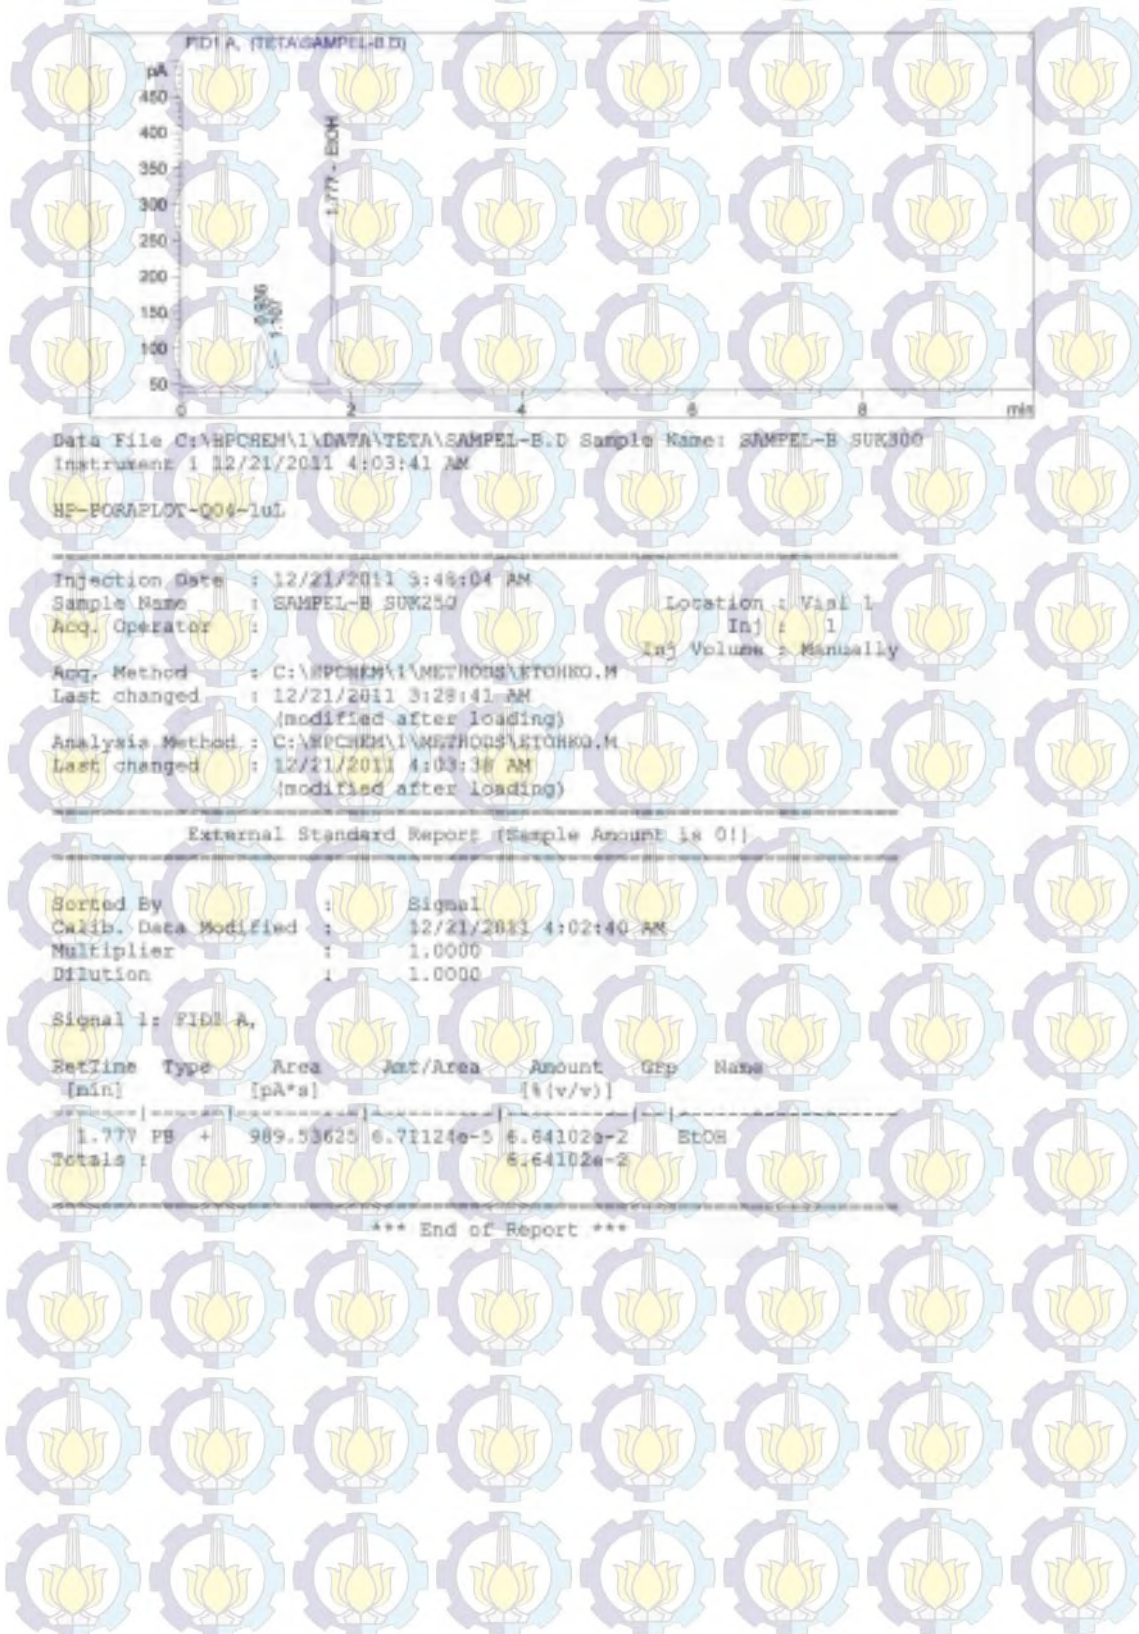 FID1 A, (TETA\SAMPEL-B.D)
pA
450
400
350
300
250
200
150
100
50
1.777 - EtOH
0.936
1.107
0 2 4 6 8 min
Data File C:\HPCHEM\1\DATA\TETA\SAMPEL-B.D Sample Name: SAMPEL-B SUK300
Instrument 1 12/21/2011 4:03:41 AM
HP-PORAPLOT-Q04-1uL
Injection Date : 12/21/2011 3:48:04 AM
Sample Name : SAMPEL-B SUK250 Location : Vial 1
Acq. Operator : Inj : 1
Inj Volume : Manually
Acq. Method : C:\HPCHEM\1\METHODS\ETOHKO.M
Last changed : 12/21/2011 3:28:41 AM
(modified after loading)
Analysis Method : C:\HPCHEM\1\METHODS\ETOHKO.M
Last changed : 12/21/2011 4:03:38 AM
(modified after loading)
External Standard Report (Sample Amount is 0!)
Sorted By : Signal
Calib. Data Modified : 12/21/2011 4:02:40 AM
Multiplier : 1.0000
Dilution : 1.0000
Signal 1: FID1 A,
RetTime Type Area Amt/Area Amount Grp Name
[min] [pA*s] [%(v/v)]
-------|------|----------|----------|----------|--|------------------
1.777 PB + 989.53625 6.71124e-5 6.64102e-2 EtOH
Totals : 6.64102e-2
*** End of Report ***